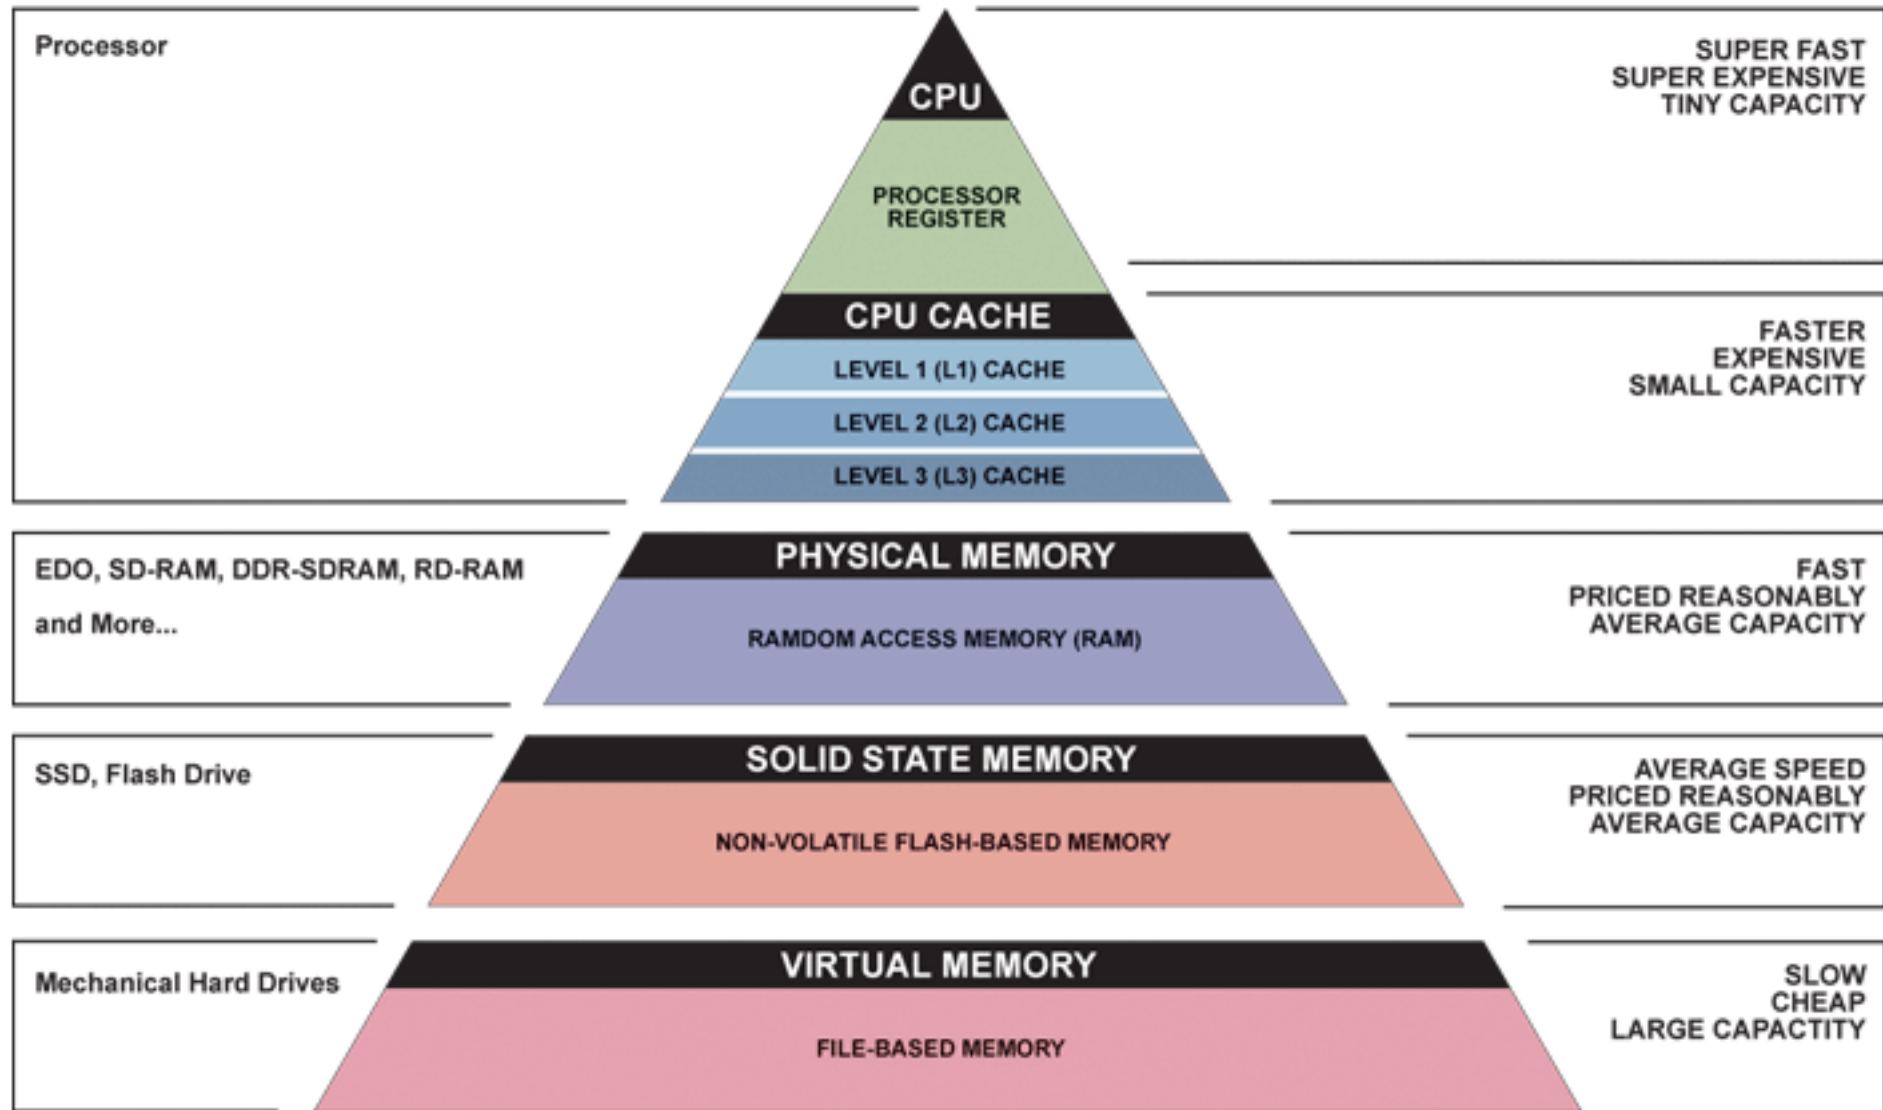 Processor
SUPER FAST
SUPER EXPENSIVE
TINY CAPACITY
CPU
PROCESSOR
REGISTER
CPU CACHE
LEVEL 1 (L1) CACHE
LEVEL 2 (L2) CACHE
LEVEL 3 (L3) CACHE
FASTER
EXPENSIVE
SMALL CAPACITY
EDO, SD-RAM, DDR-SDRAM, RD-RAM
and More...
PHYSICAL MEMORY
RAMDOM ACCESS MEMORY (RAM)
FAST
PRICED REASONABLY
AVERAGE CAPACITY
SSD, Flash Drive
SOLID STATE MEMORY
NON-VOLATILE FLASH-BASED MEMORY
AVERAGE SPEED
PRICED REASONABLY
AVERAGE CAPACITY
Mechanical Hard Drives
VIRTUAL MEMORY
FILE-BASED MEMORY
SLOW
CHEAP
LARGE CAPACTITY